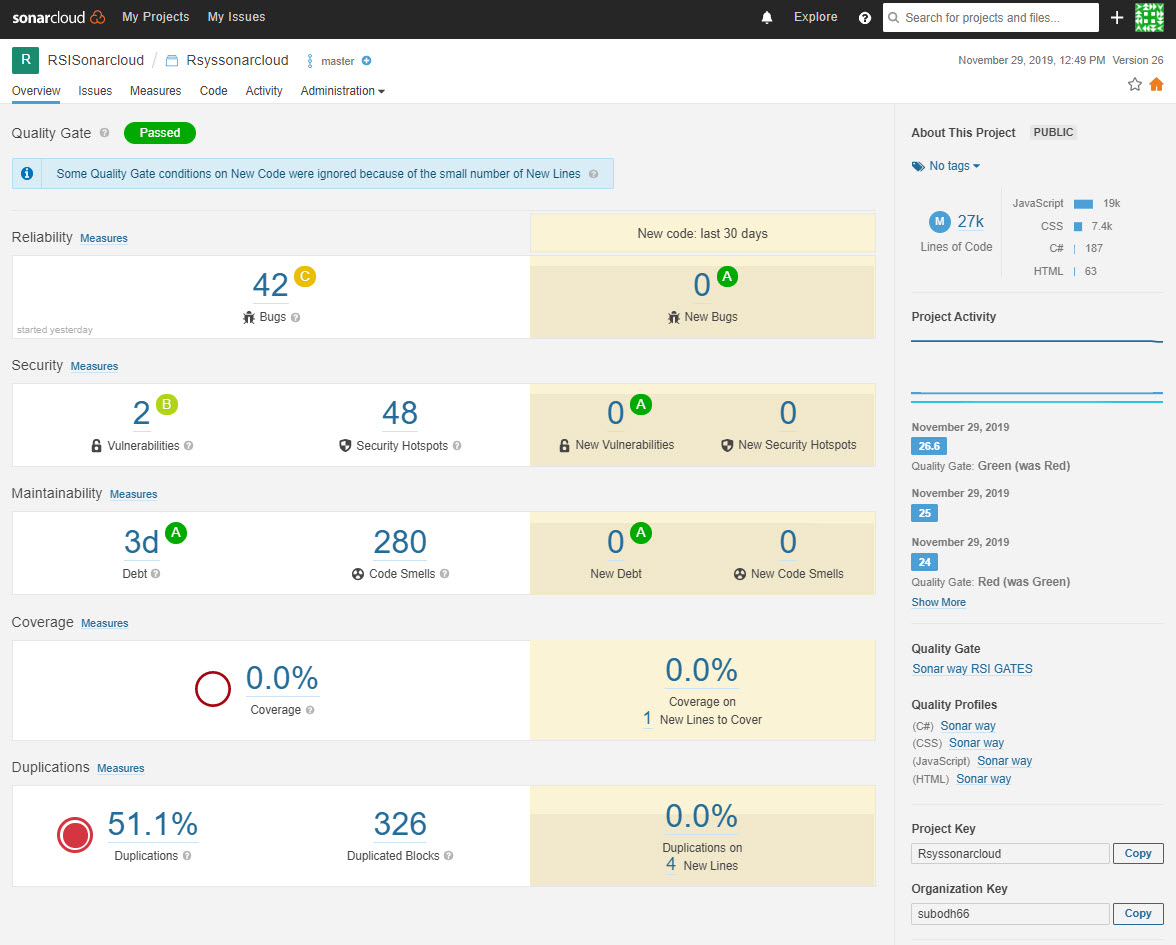 sonarcloud My Projects My Issues Explore Search for projects and files...
R RSISonarcloud / Rsyssonarcloud master November 29, 2019, 12:49 PM Version 26
Overview Issues Measures Code Activity Administration
Quality Gate Passed
Some Quality Gate conditions on New Code were ignored because of the small number of New Lines
New code: last 30 days
Reliability Measures
42 C
Bugs
started yesterday
0 A
New Bugs
Security Measures
2 B
Vulnerabilities
48
Security Hotspots
0 A
New Vulnerabilities
0
New Security Hotspots
Maintainability Measures
3d A
Debt
280
Code Smells
0 A
New Debt
0
New Code Smells
Coverage Measures
0.0%
Coverage
0.0%
Coverage on
1 New Lines to Cover
Duplications Measures
51.1%
Duplications
326
Duplicated Blocks
0.0%
Duplications on
4 New Lines
About This Project PUBLIC
No tags
M 27k
Lines of Code
JavaScript 19k
CSS 7.4k
C# 187
HTML 63
Project Activity
November 29, 2019
26.6
Quality Gate: Green (was Red)
November 29, 2019
25
November 29, 2019
24
Quality Gate: Red (was Green)
Show More
Quality Gate
Sonar way RSI GATES
Quality Profiles
(C#) Sonar way
(CSS) Sonar way
(JavaScript) Sonar way
(HTML) Sonar way
Project Key
Rsyssonarcloud Copy
Organization Key
subodh66 Copy